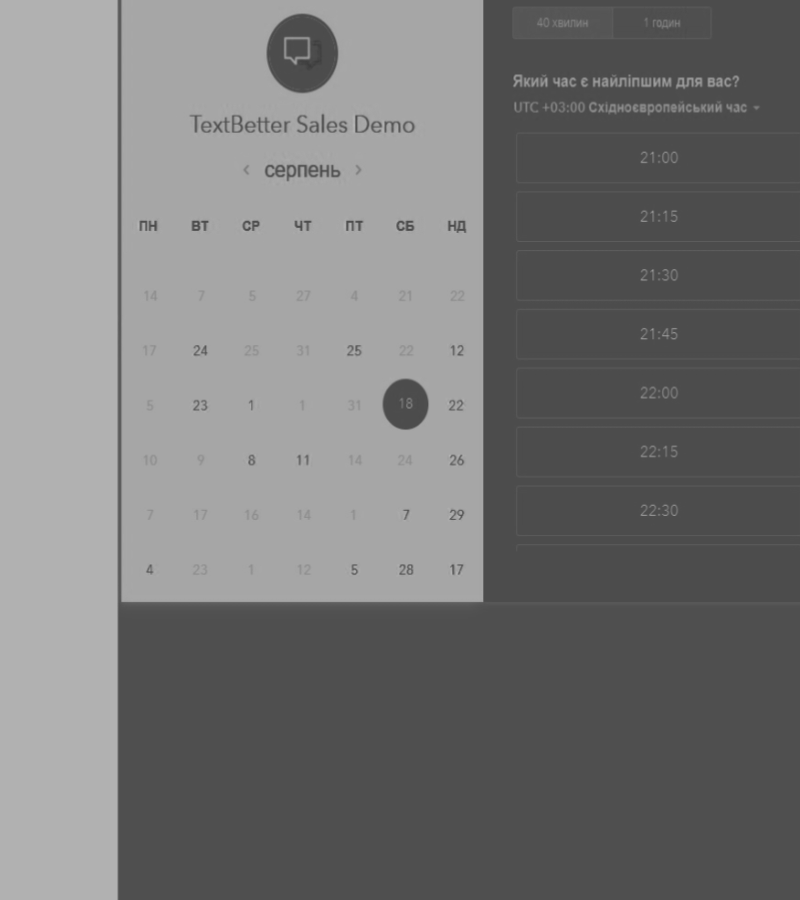 TextBetter Sales Demo
‹ серпень ›
ПН ВТ СР ЧТ ПТ СБ НД
14 7 5 27 4 21 22
17 24 25 31 25 22 12
5 23 1 1 31 18 22
10 9 8 11 14 24 26
7 17 16 14 1 7 29
4 23 1 12 5 28 17
40 хвилин 1 годин
Який час є найліпшим для вас?
UTC +03:00 Східноєвропейський час
21:00
21:15
21:30
21:45
22:00
22:15
22:30